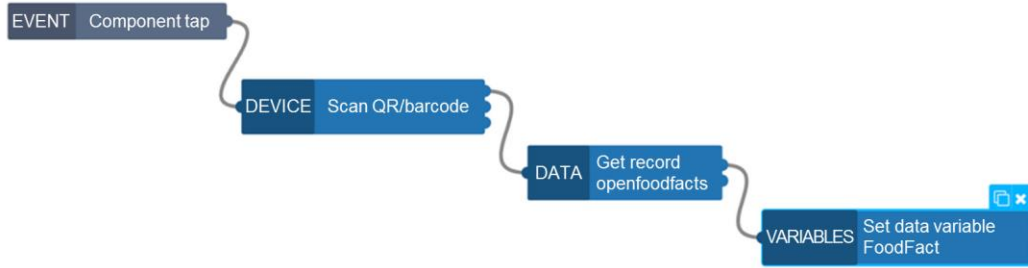 EVENT Component tap
DEVICE Scan QR/barcode
DATA Get record
openfoodfacts
VARIABLES Set data variable
FoodFact